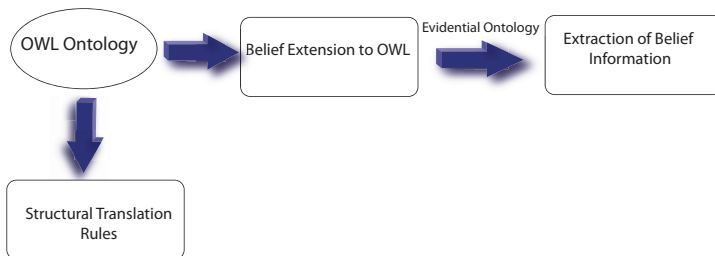 OWL Ontology
Belief Extension to OWL
Evidential Ontology
Extraction of Belief
Information
Structural Translation
Rules